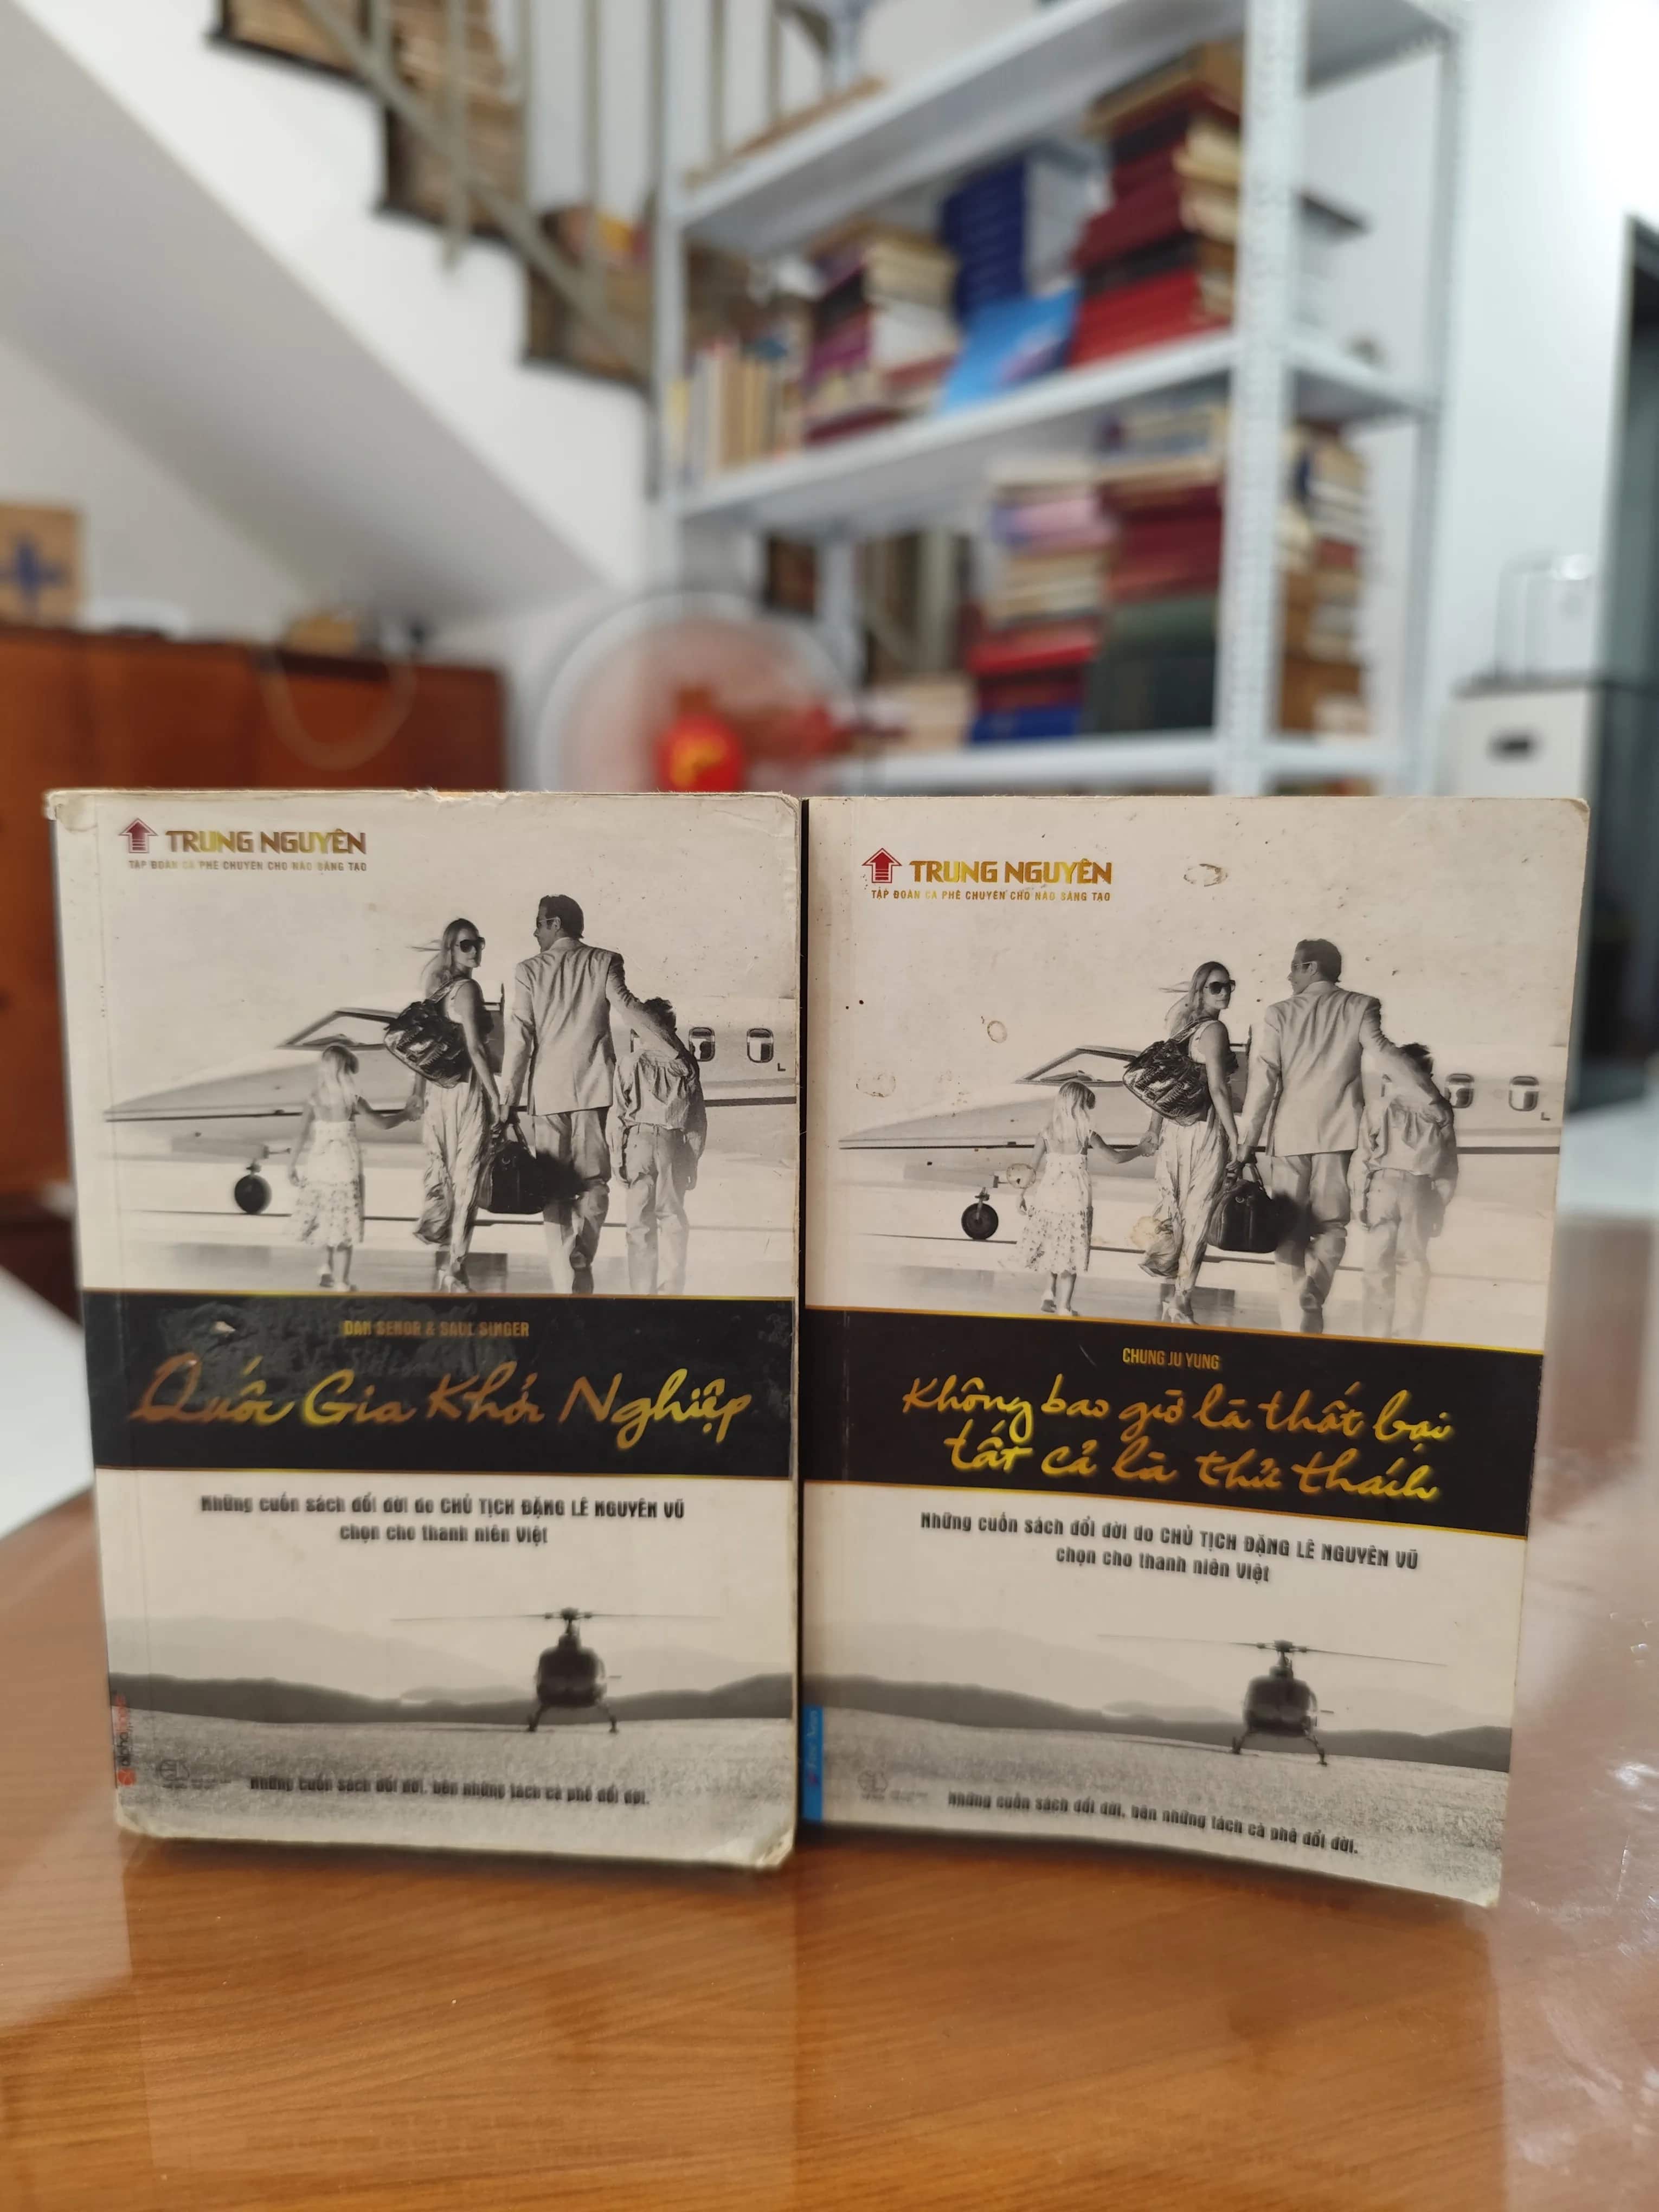 TRUNG NGUYÊN
TẬP ĐOÀN CÀ PHÊ CHUYÊN CHO NÃO SÁNG TẠO
DAN SENOR & SAUL SINGER
Quốc Gia Khởi Nghiệp
Những cuốn sách đổi đời do CHỦ TỊCH ĐẶNG LÊ NGUYÊN VŨ
chọn cho thanh niên Việt
Những cuốn sách đổi đời, bên những tách cà phê đổi đời.
TRUNG NGUYÊN
TẬP ĐOÀN CÀ PHÊ CHUYÊN CHO NÃO SÁNG TẠO
CHUNG JU YUNG
Không bao giờ là thất bại
tất cả là thử thách
Những cuốn sách đổi đời do CHỦ TỊCH ĐẶNG LÊ NGUYÊN VŨ
chọn cho thanh niên Việt
Những cuốn sách đổi đời, bên những tách cà phê đổi đời.